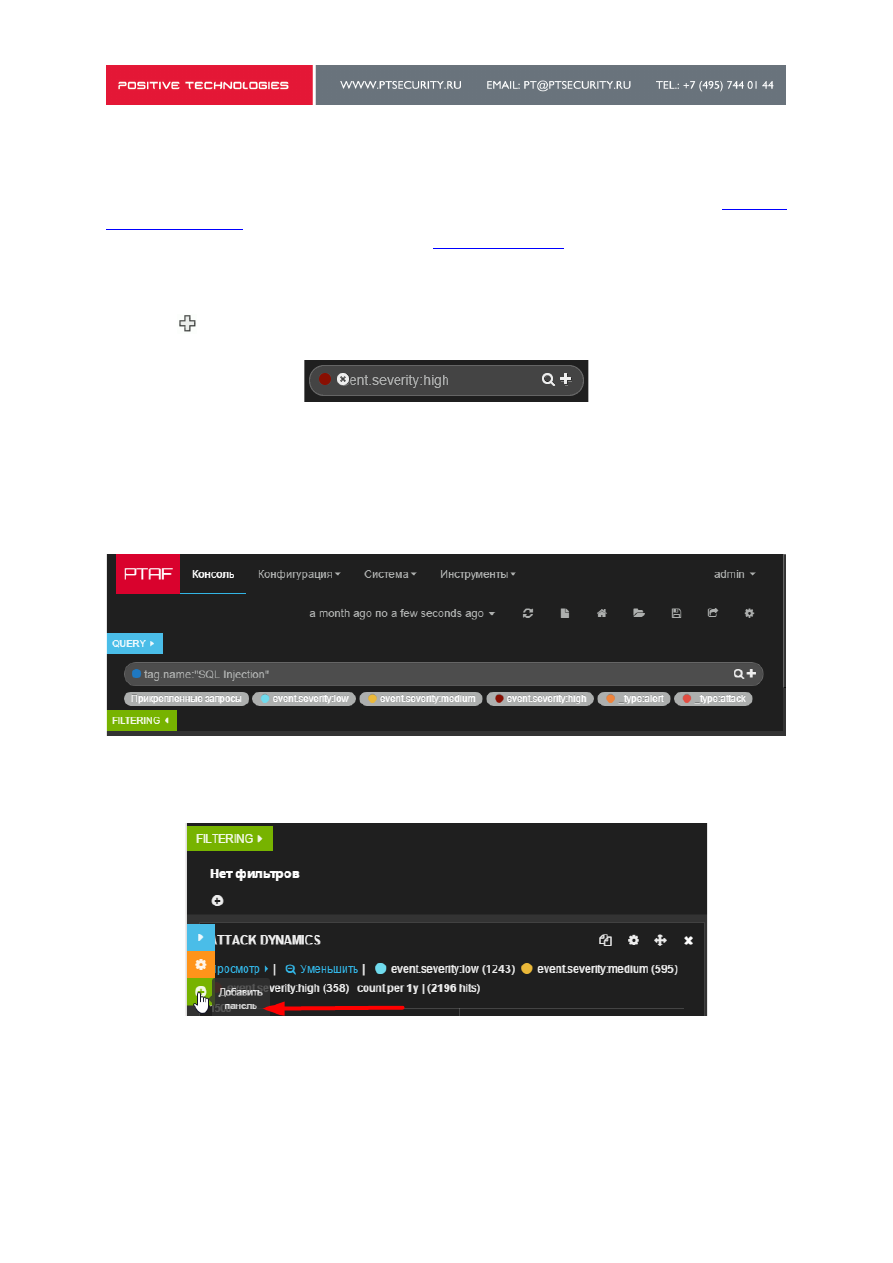 POSITIVE TECHNOLOGIES WWW.PTSECURITY.RU EMAIL: PT@PTSECURITY.RU TEL.: +7 (495) 744 01 44
ent.severity:high
PTAF Консоль Конфигурация Система Инструменты admin
a month ago по a few seconds ago
QUERY
tag.name:"SQL Injection"
Прикрепленные запросы event.severity:low event.severity:medium event.severity:high _type:alert _type:attack
FILTERING
FILTERING
Нет фильтров
ATTACK DYNAMICS
росмотр | Уменьшить | event.severity:low (1243) event.severity:medium (595)
event.severity:high (358) count per 1y | (2196 hits)
Добавить
панель